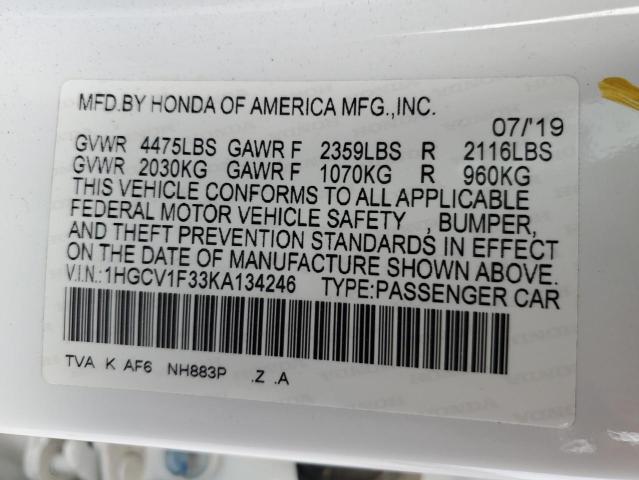 MFD.BY HONDA OF AMERICA MFG.,INC.
07/'19
GVWR 4475LBS GAWR F 2359LBS R 2116LBS
GVWR 2030KG GAWR F 1070KG R 960KG
THIS VEHICLE CONFORMS TO ALL APPLICABLE
FEDERAL MOTOR VEHICLE SAFETY , BUMPER,
AND THEFT PREVENTION STANDARDS IN EFFECT
ON THE DATE OF MANUFACTURE SHOWN ABOVE.
V.I.N.:1HGCV1F33KA134246 TYPE:PASSENGER CAR
TVA K AF6 NH883P .Z .A